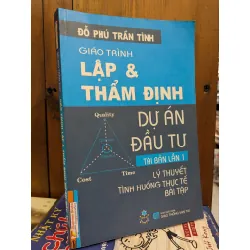 ĐỖ PHÚ TRẦN TÌNH
GIÁO TRÌNH
LẬP &
THẨM ĐỊNH
DỰ ÁN
ĐẦU TƯ
TÁI BẢN LẦN 1
Quality
Cost
Time
LÝ THUYẾT
TÌNH HUỐNG THỰC TẾ
BÀI TẬP